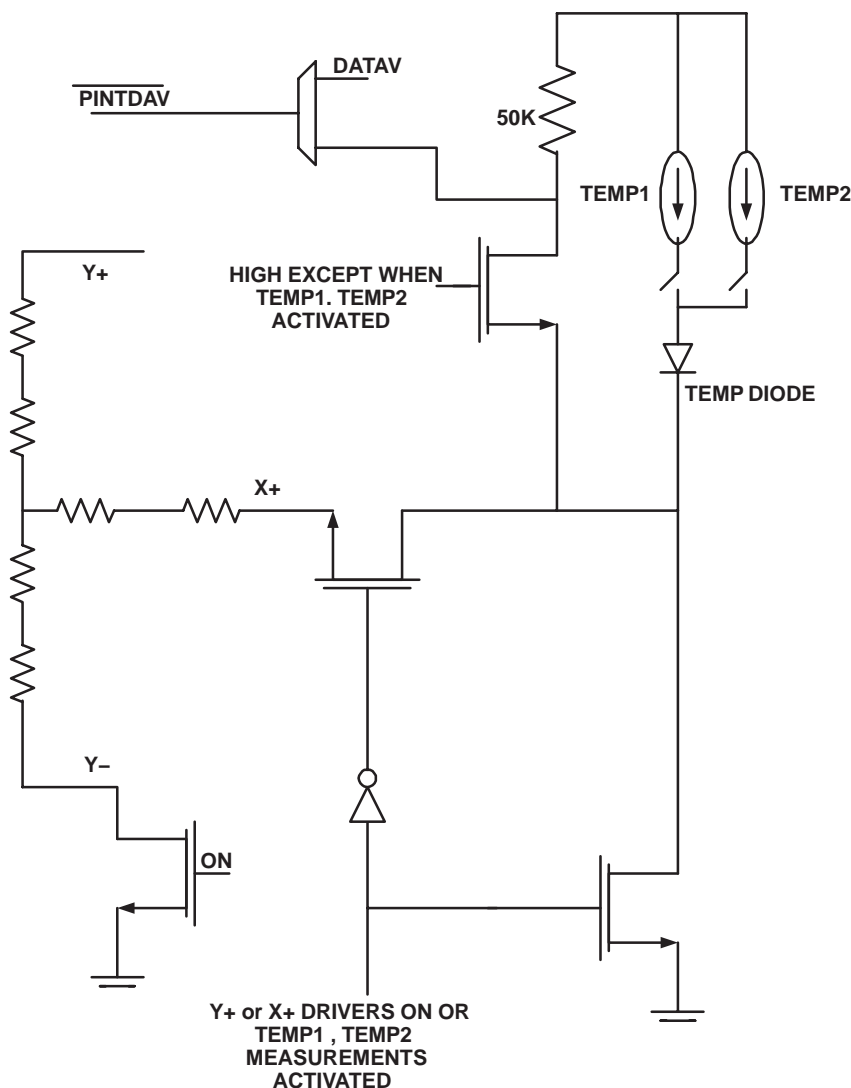 DATAV
PINTDAV
50K
TEMP1
TEMP2
Y+
HIGH EXCEPT WHEN
TEMP1. TEMP2
ACTIVATED
TEMP DIODE
X+
Y–
ON
Y+ or X+ DRIVERS ON OR
TEMP1 , TEMP2
MEASUREMENTS
ACTIVATED